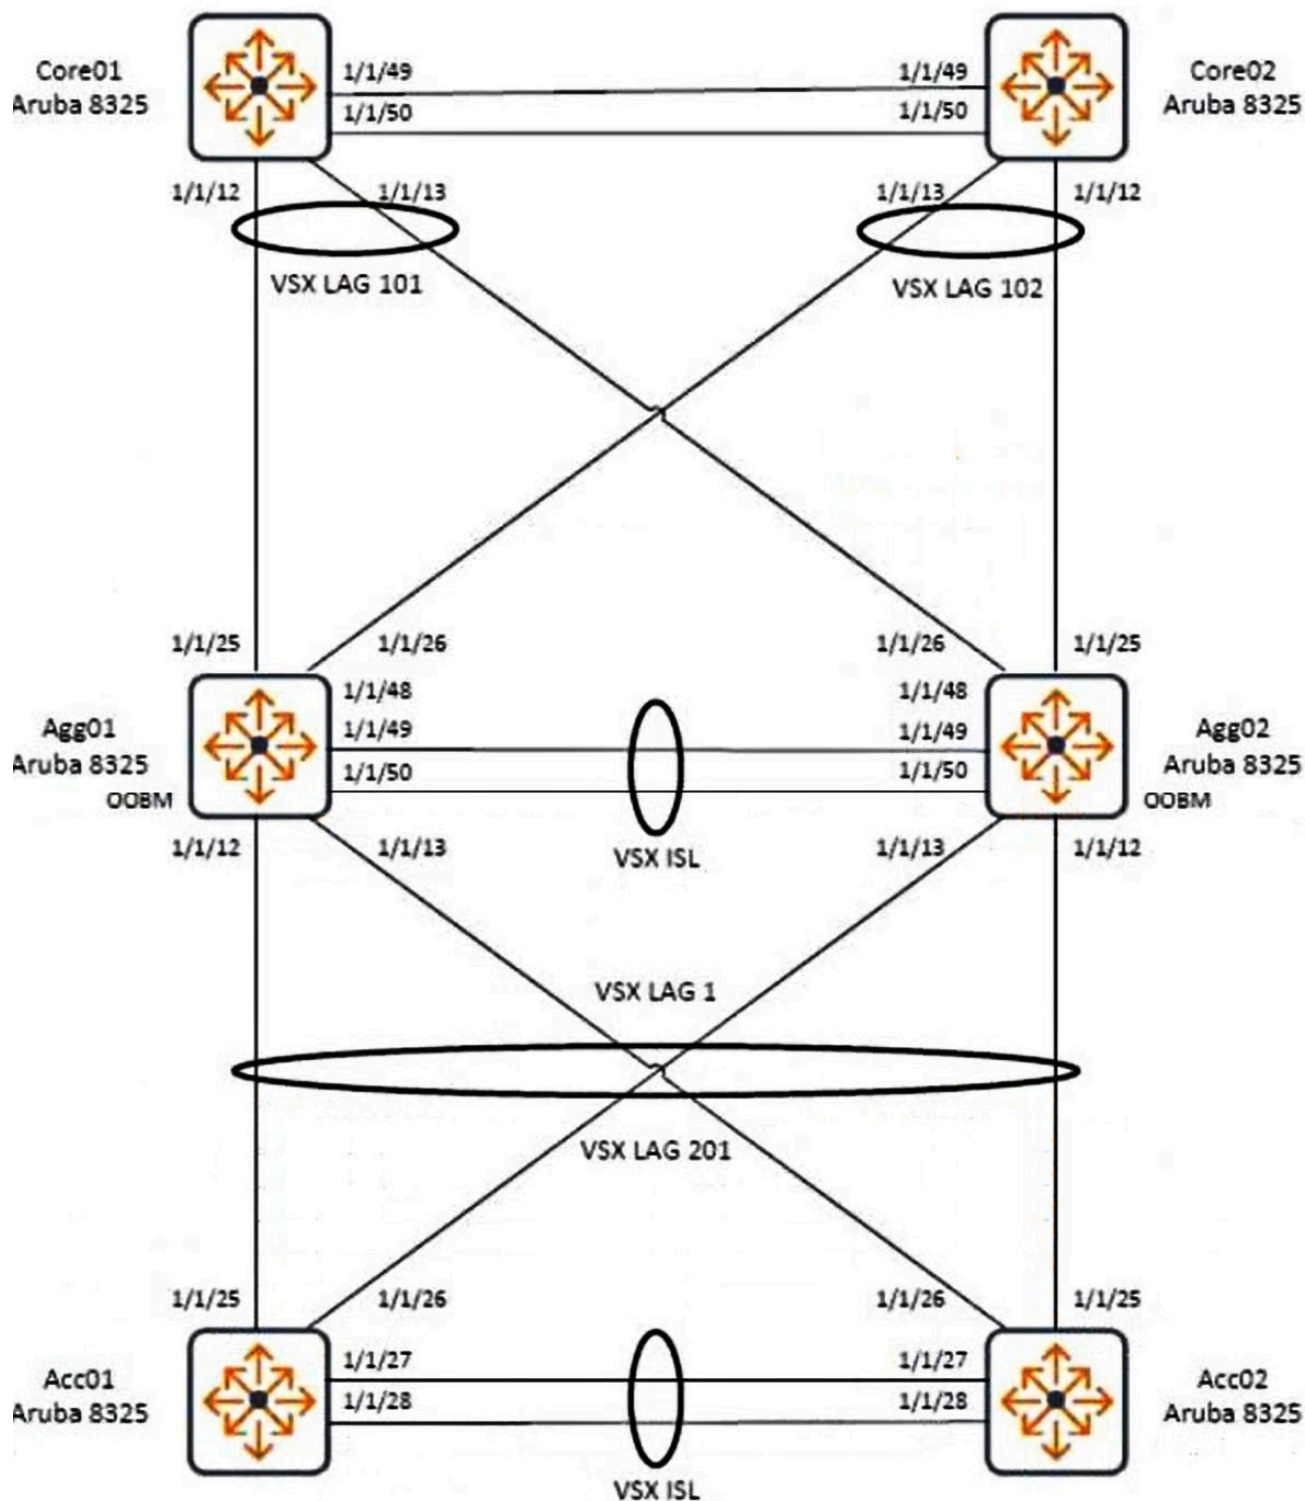 Core01
Aruba 8325
1/1/49
1/1/50
1/1/49
1/1/50
Core02
Aruba 8325
1/1/12
1/1/13
1/1/13
1/1/12
VSX LAG 101
VSX LAG 102
1/1/25
1/1/26
1/1/26
1/1/25
Agg01
Aruba 8325
OOBM
1/1/48
1/1/49
1/1/50
1/1/48
1/1/49
1/1/50
Agg02
Aruba 8325
OOBM
1/1/12
1/1/13
VSX ISL
1/1/13
1/1/12
VSX LAG 1
VSX LAG 201
1/1/25
1/1/26
1/1/26
1/1/25
Acc01
Aruba 8325
1/1/27
1/1/28
1/1/27
1/1/28
Acc02
Aruba 8325
VSX ISL